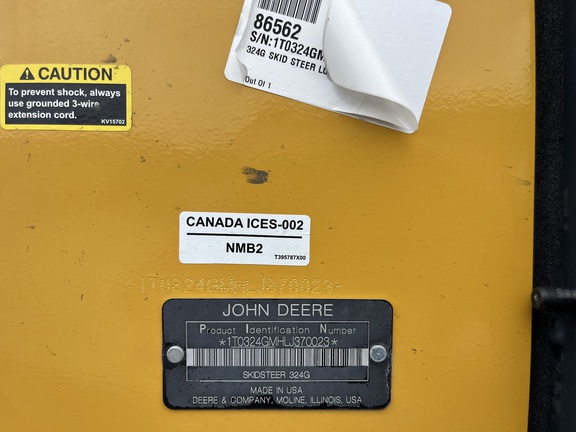 86562
S/N:1T0324GM
324G SKID STEER LO
Out Of 1
CAUTION
To prevent shock, always
use grounded 3-wire
extension cord.
KV15702
CANADA ICES-002
NMB2
T395787X00
JOHN DEERE
Product Identification Number
*1T0324GMHLJ370023*
SKIDSTEER 324G
MADE IN USA
DEERE & COMPANY, MOLINE, ILLINOIS, USA